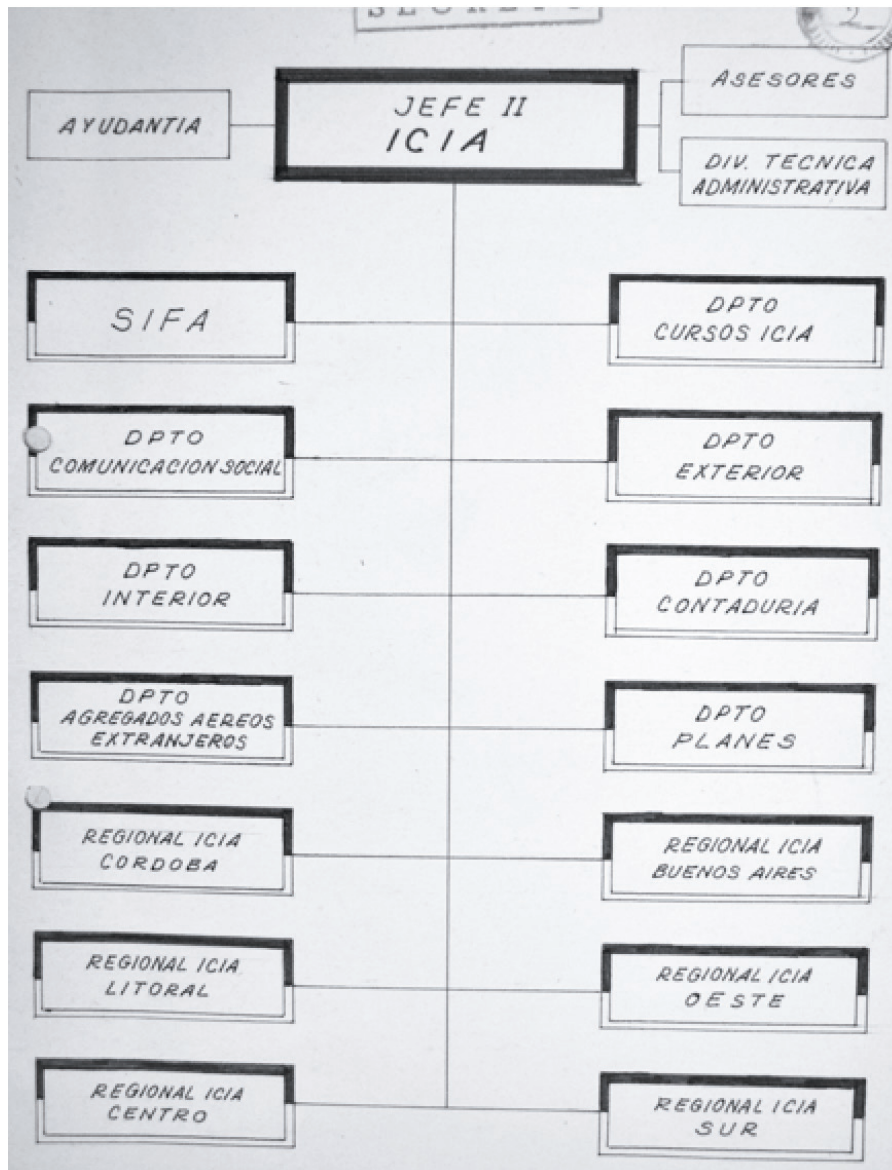 2
AYUDANTIA
JEFE II
ICIA
ASESORES
DIV. TECNICA
ADMINISTRATIVA
SIFA
DPTO
CURSOS ICIA
DPTO
COMUNICACION SOCIAL
DPTO
EXTERIOR
DPTO
INTERIOR
DPTO
CONTADURIA
DPTO
AGREGADOS AEREOS
EXTRANJEROS
DPTO
PLANES
REGIONAL ICIA
CORDOBA
REGIONAL ICIA
BUENOS AIRES
REGIONAL ICIA
LITORAL
REGIONAL ICIA
OESTE
REGIONAL ICIA
CENTRO
REGIONAL ICIA
SUR